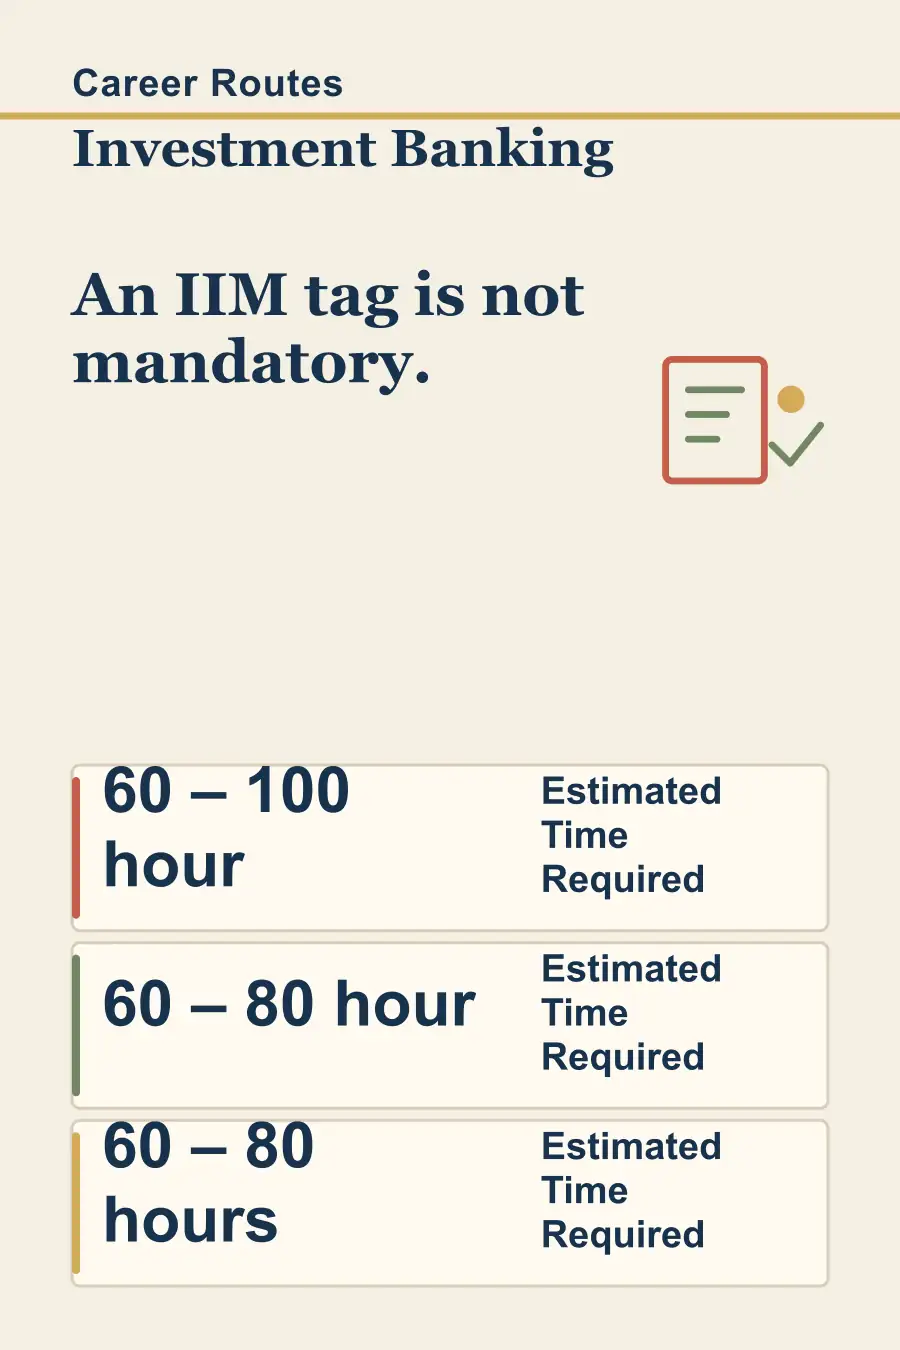 Career Routes
Investment Banking
An IIM tag is not
mandatory.
60 – 100
hour
Estimated
Time
Required
60 – 80 hour
Estimated
Time
Required
60 – 80
hours
Estimated
Time
Required